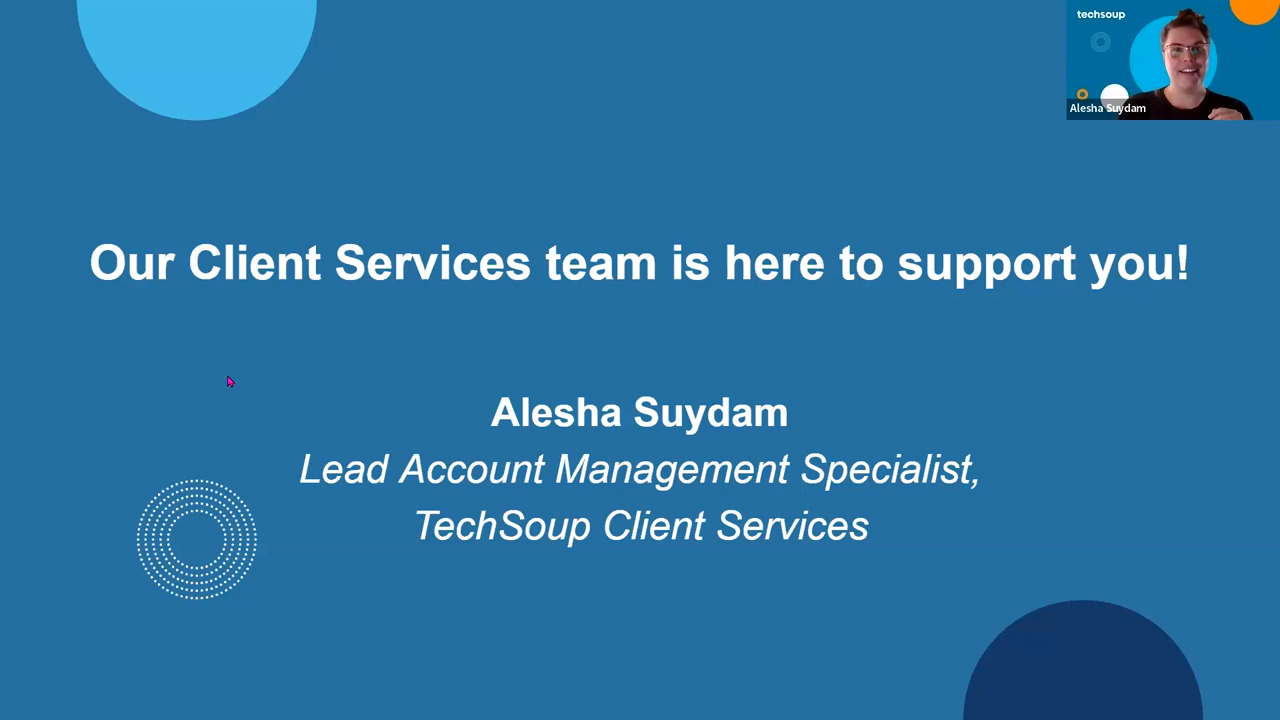 techsoup
Alesha Suydam
Our Client Services team is here to support you!
Alesha Suydam
Lead Account Management Specialist,
TechSoup Client Services